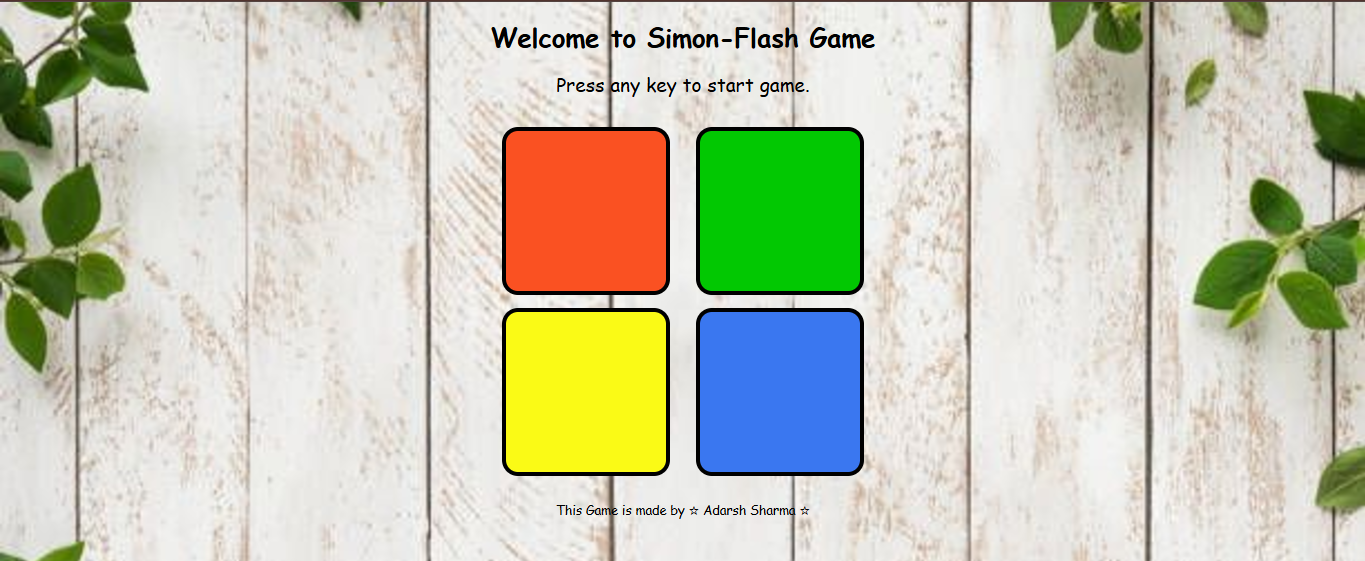 Welcome to Simon-Flash Game
Press any key to start game.
This Game is made by ☆ Adarsh Sharma ☆